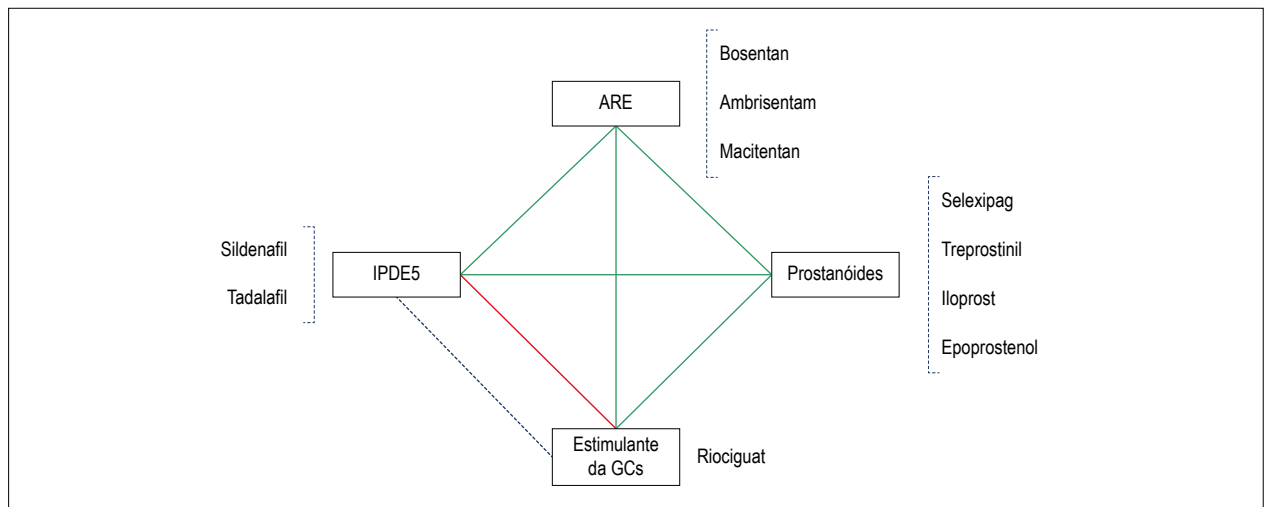 ARE
Bosentan
Ambrisentam
Macitentan
Sildenafil
Tadalafil
IPDE5
Prostanóides
Selexipag
Treprostinil
Iloprost
Epoprostenol
Estimulante
da GCs
Riociguat